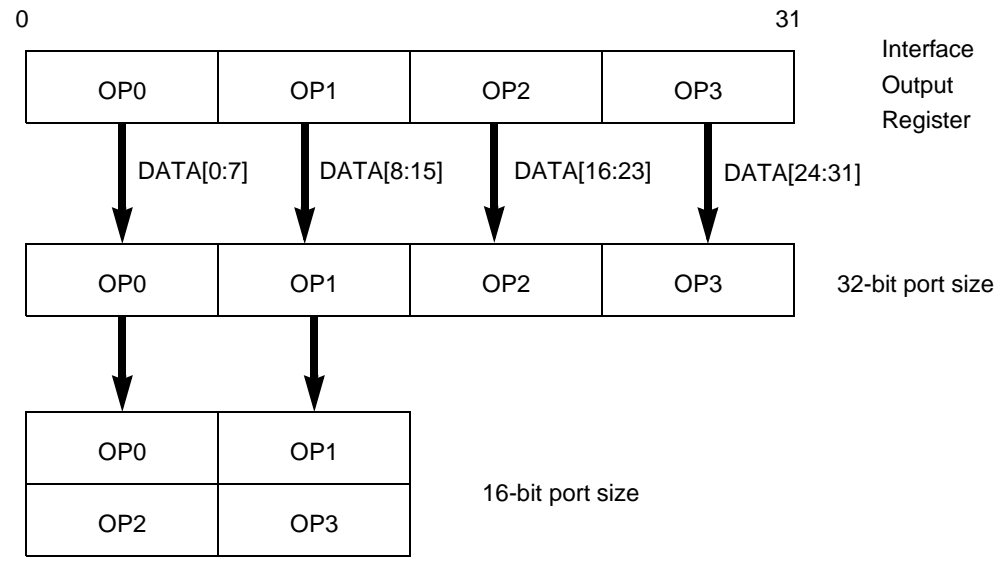 0 31
Interface
Output
Register
OP0 OP1 OP2 OP3
DATA[0:7] DATA[8:15] DATA[16:23] DATA[24:31]
OP0 OP1 OP2 OP3
32-bit port size
OP0 OP1
16-bit port size
OP2 OP3